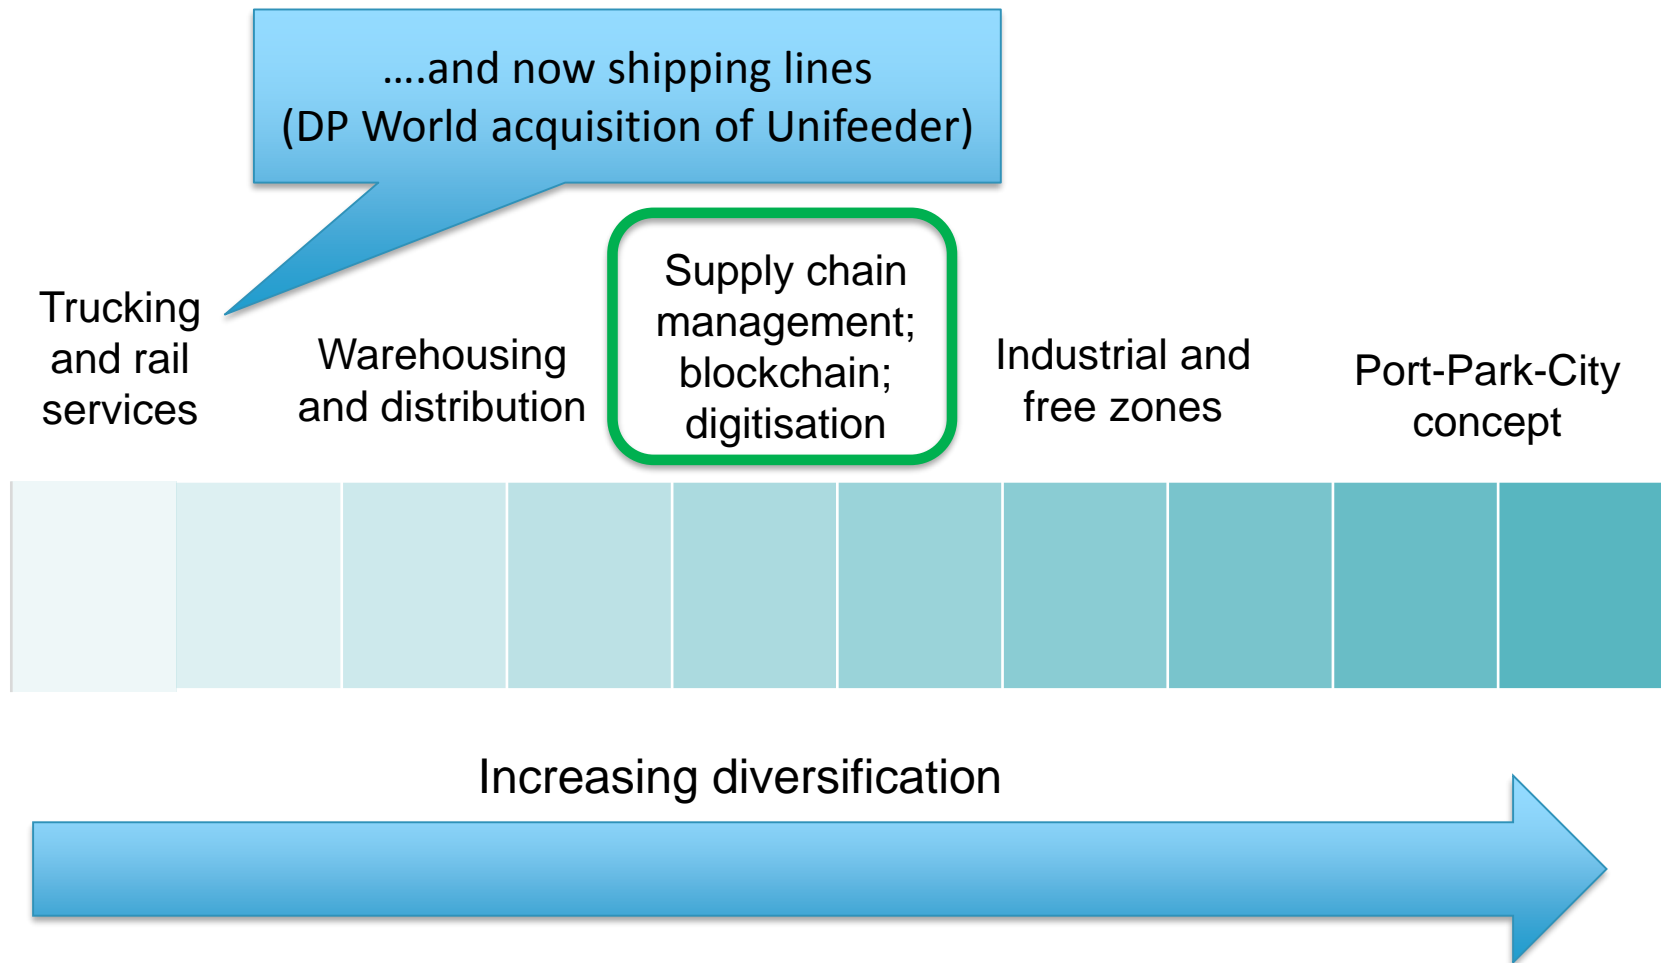 ....and now shipping lines
(DP World acquisition of Unifeeder)
Trucking
and rail
services
Warehousing
and distribution
Supply chain
management;
blockchain;
digitisation
Industrial and
free zones
Port-Park-City
concept
Increasing diversification